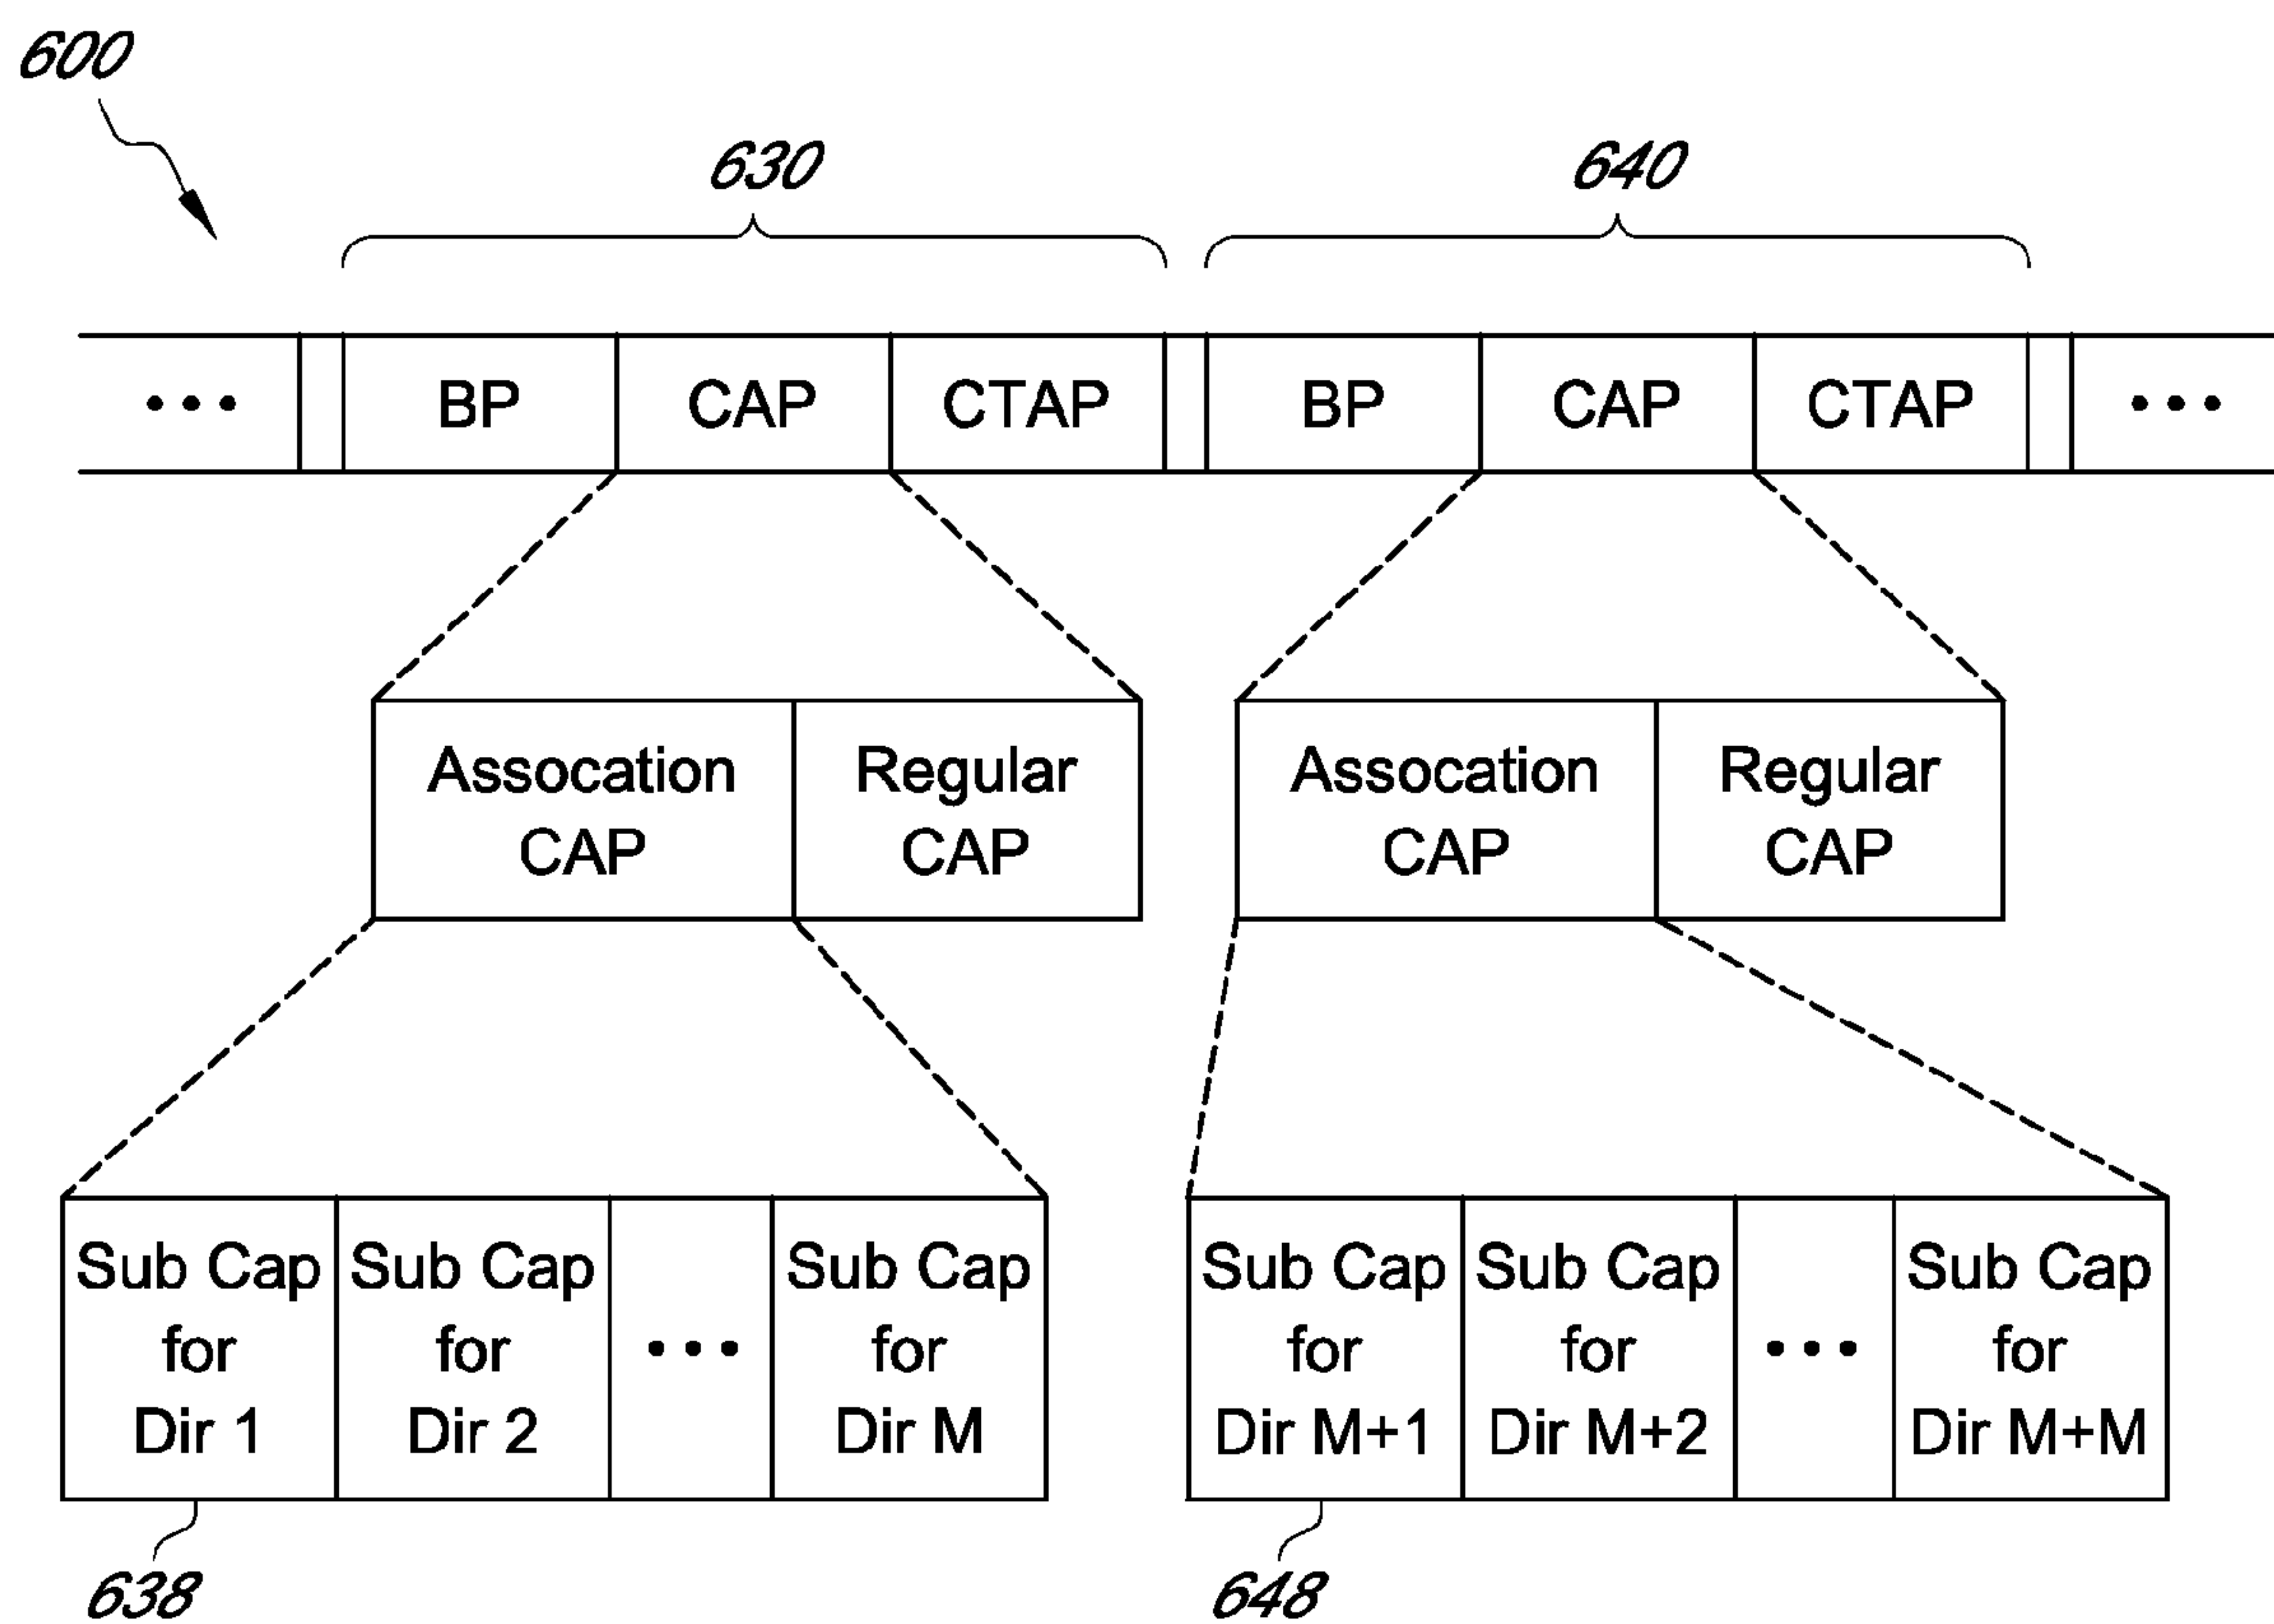 600
630
640
••• BP CAP CTAP BP CAP CTAP •••
Assocation Regular Assocation Regular
CAP CAP CAP CAP
Sub Cap Sub Cap Sub Cap Sub Cap Sub Cap Sub Cap
for for ••• for for for ••• for
Dir 1 Dir 2 Dir M Dir M+1 Dir M+2 Dir M+M
638
648